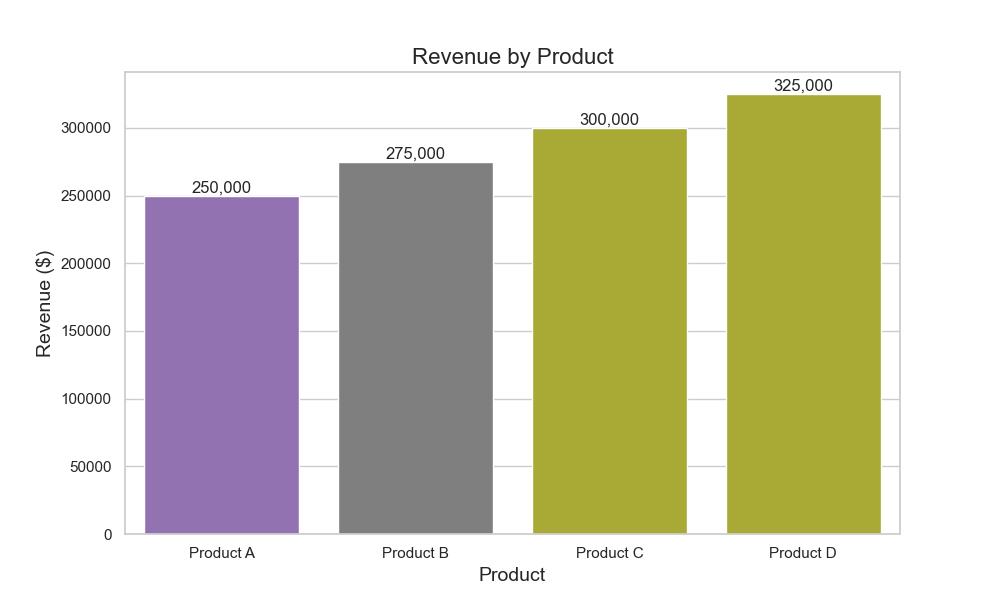 Revenue by Product
Revenue ($)
325,000
300,000
300000
275,000
250,000
250000
200000
150000
100000
50000
0
Product A
Product B
Product C
Product D
Product